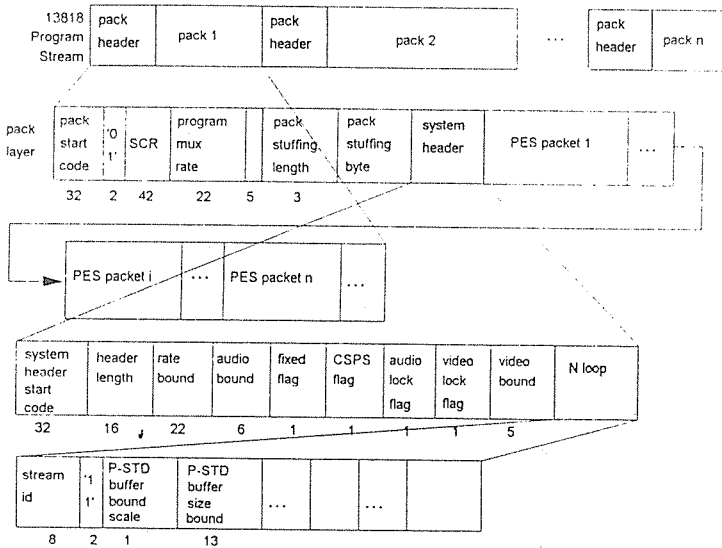 13818
Program
Stream
pack
header
pack 1
pack
header
pack 2
...
pack
header
pack n
pack
layer
pack
start
code
'0
1'
SCR
program
mux
rate
pack
stuffing
length
pack
stuffing
byte
system
header
PES packet 1
...
32 2 42 22 5 3
PES packet i
...
PES packet n
...
system
header
start
code
header
length
rate
bound
audio
bound
fixed
flag
CSPS
flag
audio
lock
flag
video
lock
flag
video
bound
N loop
32 16 22 6 1 1 1 1 5
stream
id
'1
1'
P-STD
buffer
bound
scale
P-STD
buffer
size
bound
...
...
8 2 1 13